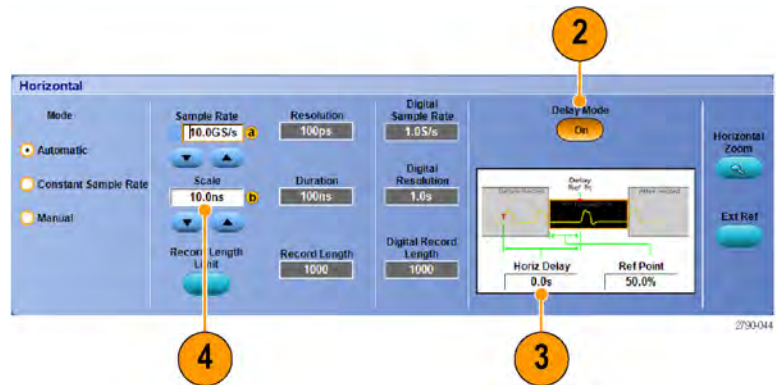 2
Horizontal
Mode
Automatic
Constant Sample Rate
Manual
Sample Rate
10.0GS/s a
Scale
10.0ns b
Record Length
Limit
Resolution
100ps
Duration
100ns
Record Length
1000
Digital
Sample Rate
1.0S/s
Digital
Resolution
1.0s
Digital Record
Length
1000
Delay Mode
On
Delay
Ref Pt
Horiz Delay
0.0s
Ref Point
50.0%
Horizontal
Zoom
Ext Ref
2790-044
4
3